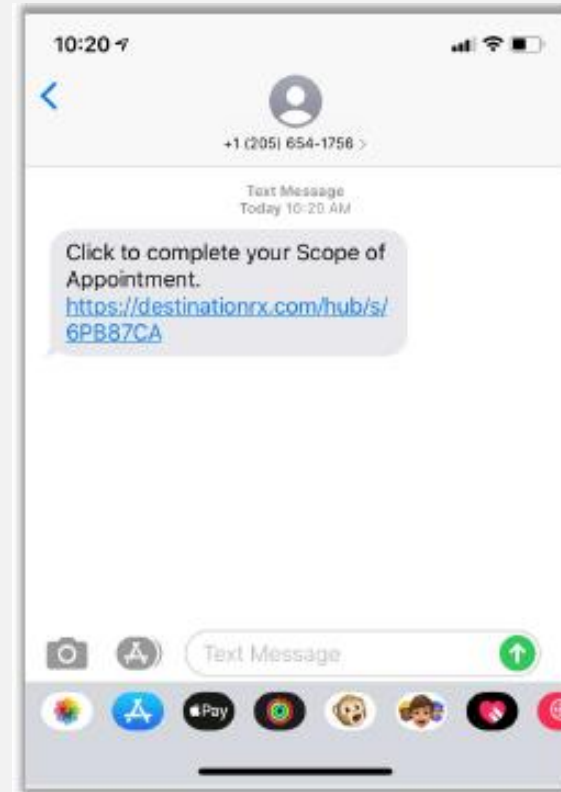 10:20
+1 (205) 654-1756 >
Text Message
Today 10:20 AM
Click to complete your Scope of
Appointment.
https://destinationrx.com/hub/s/
6PB87CA
Text Message
Pay